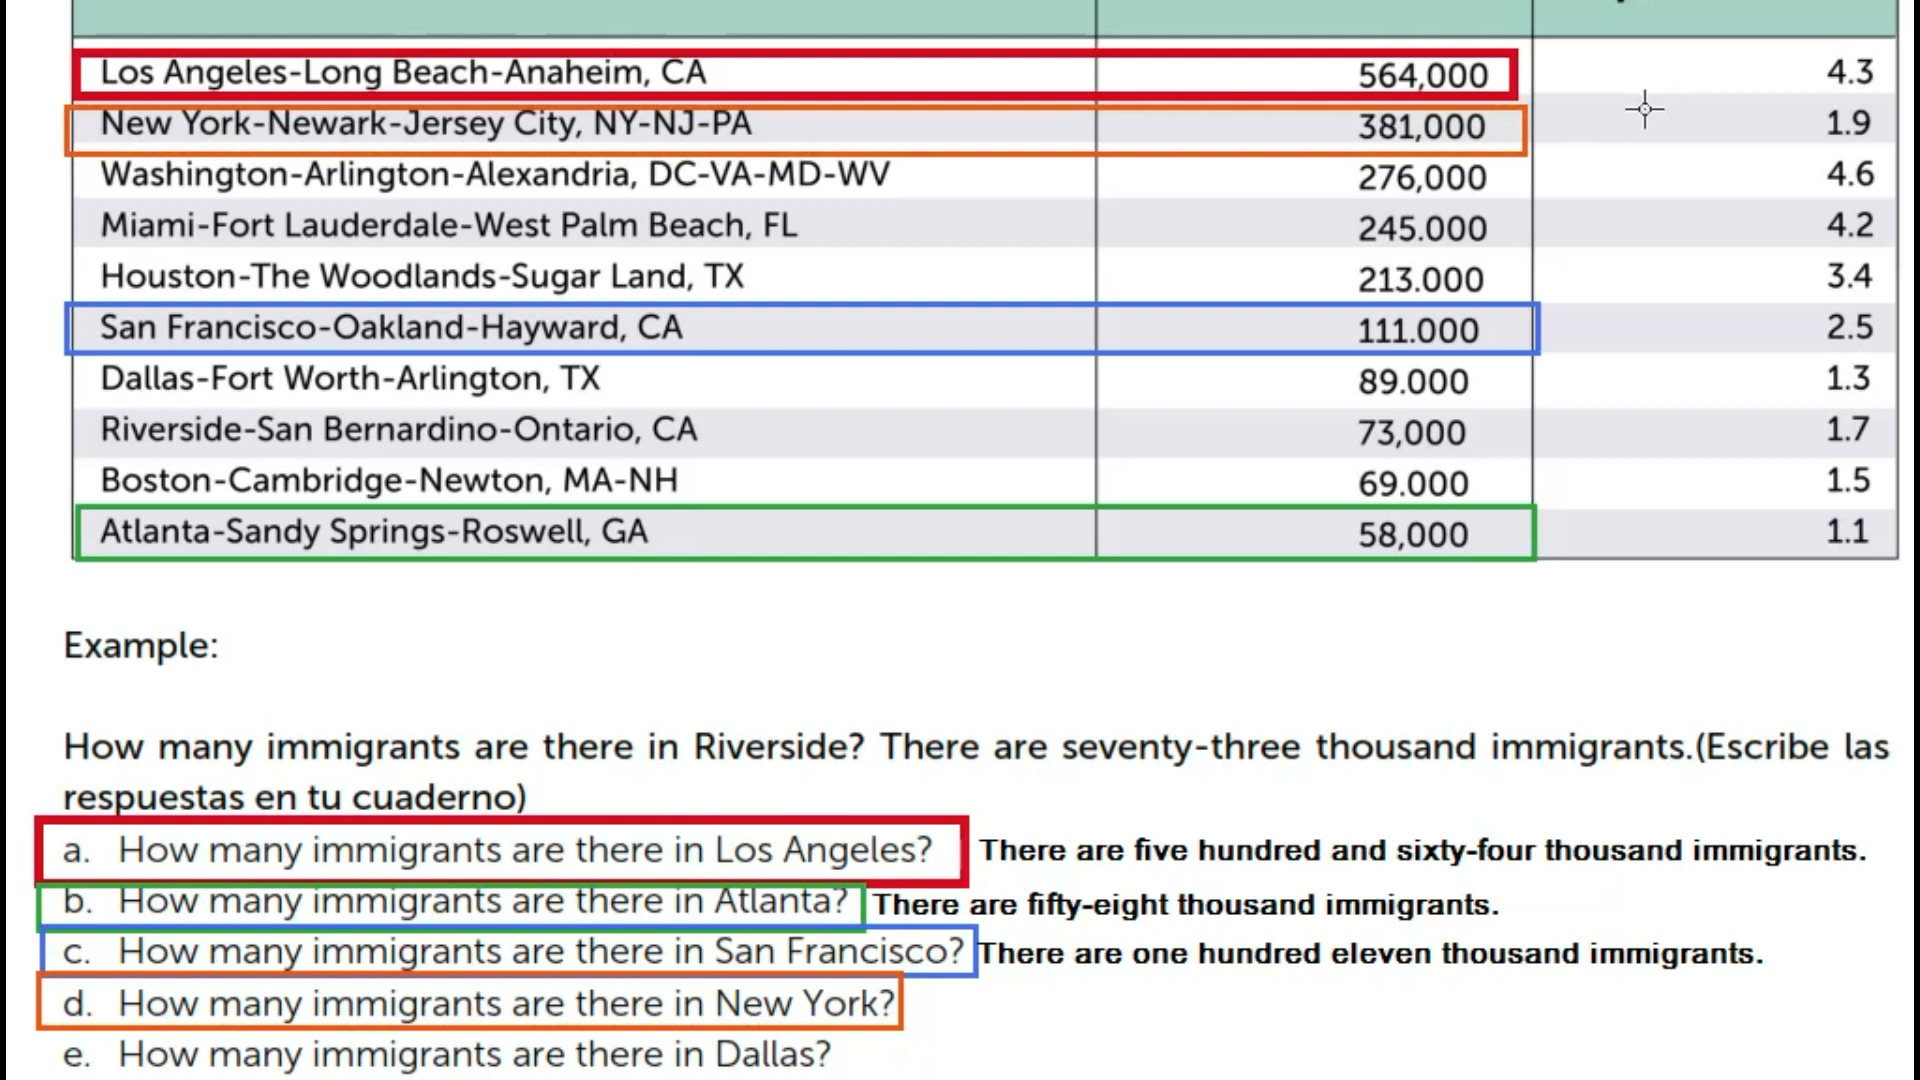 Los Angeles-Long Beach-Anaheim, CA 564,000 4.3
New York-Newark-Jersey City, NY-NJ-PA 381,000 1.9
Washington-Arlington-Alexandria, DC-VA-MD-WV 276,000 4.6
Miami-Fort Lauderdale-West Palm Beach, FL 245.000 4.2
Houston-The Woodlands-Sugar Land, TX 213.000 3.4
San Francisco-Oakland-Hayward, CA 111.000 2.5
Dallas-Fort Worth-Arlington, TX 89.000 1.3
Riverside-San Bernardino-Ontario, CA 73,000 1.7
Boston-Cambridge-Newton, MA-NH 69.000 1.5
Atlanta-Sandy Springs-Roswell, GA 58,000 1.1
Example:
How many immigrants are there in Riverside? There are seventy-three thousand immigrants.(Escribe las
respuestas en tu cuaderno)
a. How many immigrants are there in Los Angeles? There are five hundred and sixty-four thousand immigrants.
b. How many immigrants are there in Atlanta? There are fifty-eight thousand immigrants.
c. How many immigrants are there in San Francisco? There are one hundred eleven thousand immigrants.
d. How many immigrants are there in New York?
e. How many immigrants are there in Dallas?